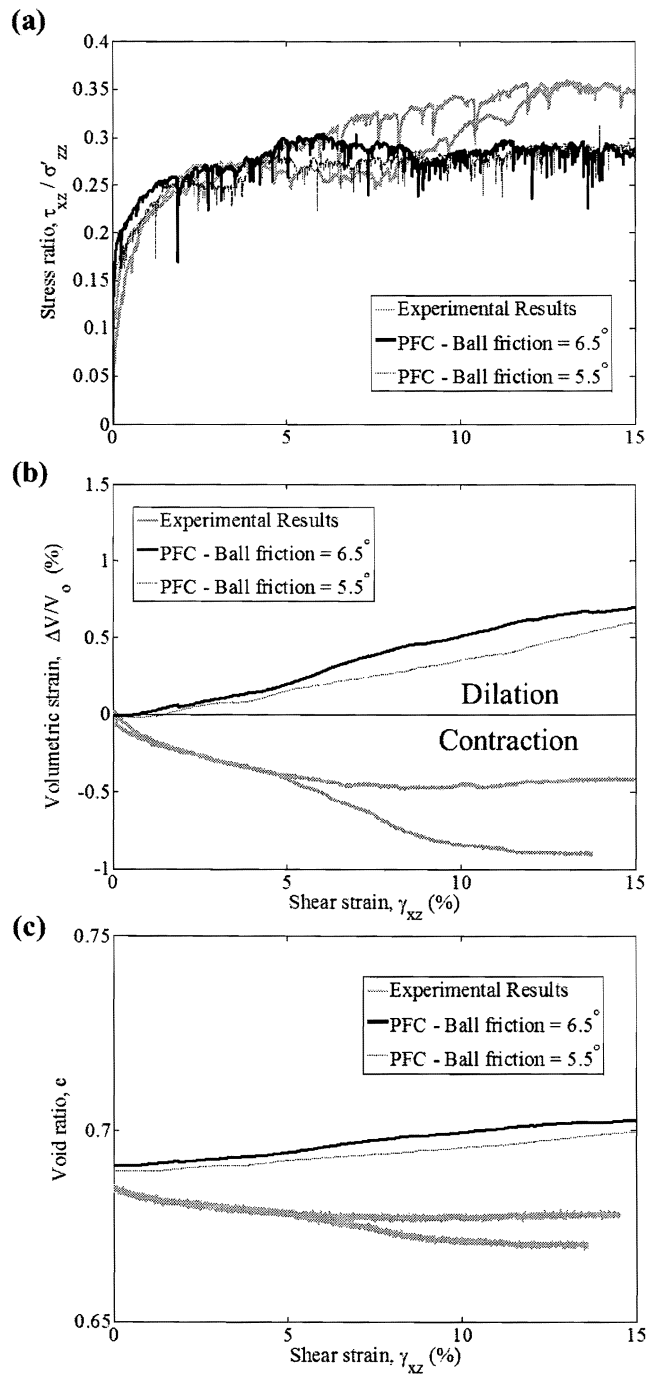 (a)
0.4
0.35
0.3
0.25
0.2
0.15
0.1
0.05
0
Stress ratio, τxz / σ'zz
Experimental Results
PFC - Ball friction = 6.5°
PFC - Ball friction = 5.5°
0 5 10 15
(b)
1.5
1
0.5
0
-0.5
-1
Volumetric strain, ΔV/Vo (%)
Experimental Results
PFC - Ball friction = 6.5°
PFC - Ball friction = 5.5°
Dilation
Contraction
0 5 10 15
Shear strain, γxz (%)
(c)
0.75
0.7
0.65
Void ratio, e
Experimental Results
PFC - Ball friction = 6.5°
PFC - Ball friction = 5.5°
0 5 10 15
Shear strain, γxz (%)